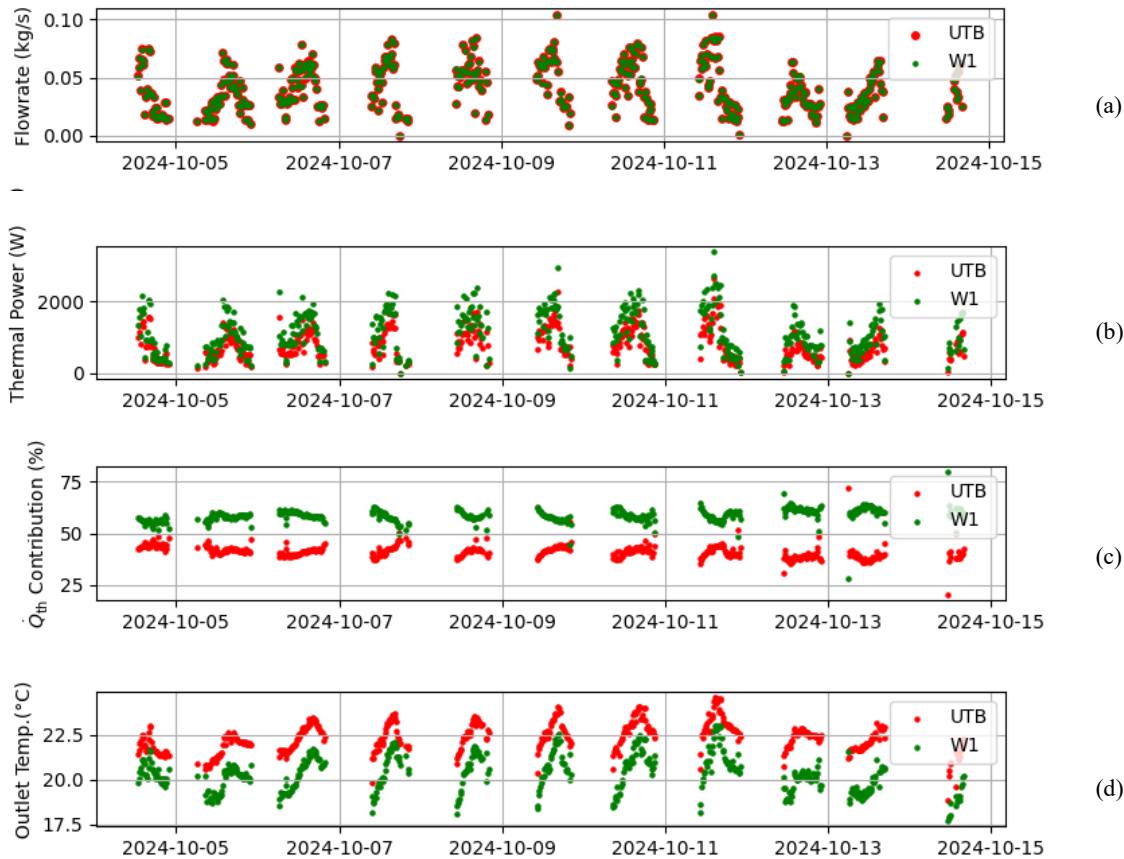 Flowrate (kg/s)
0.10
0.05
0.00
UTB
W1
(a)
2024-10-05 2024-10-07 2024-10-09 2024-10-11 2024-10-13 2024-10-15
Thermal Power (W)
2000
0
UTB
W1
(b)
2024-10-05 2024-10-07 2024-10-09 2024-10-11 2024-10-13 2024-10-15
Q̇th Contribution (%)
75
50
25
UTB
W1
(c)
2024-10-05 2024-10-07 2024-10-09 2024-10-11 2024-10-13 2024-10-15
Outlet Temp.(°C)
22.5
20.0
17.5
UTB
W1
(d)
2024-10-05 2024-10-07 2024-10-09 2024-10-11 2024-10-13 2024-10-15